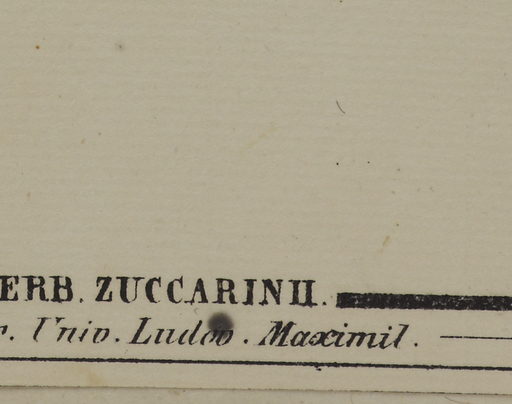 ERB. ZUCCARINII.
. Univ. Ludov. Maximil.